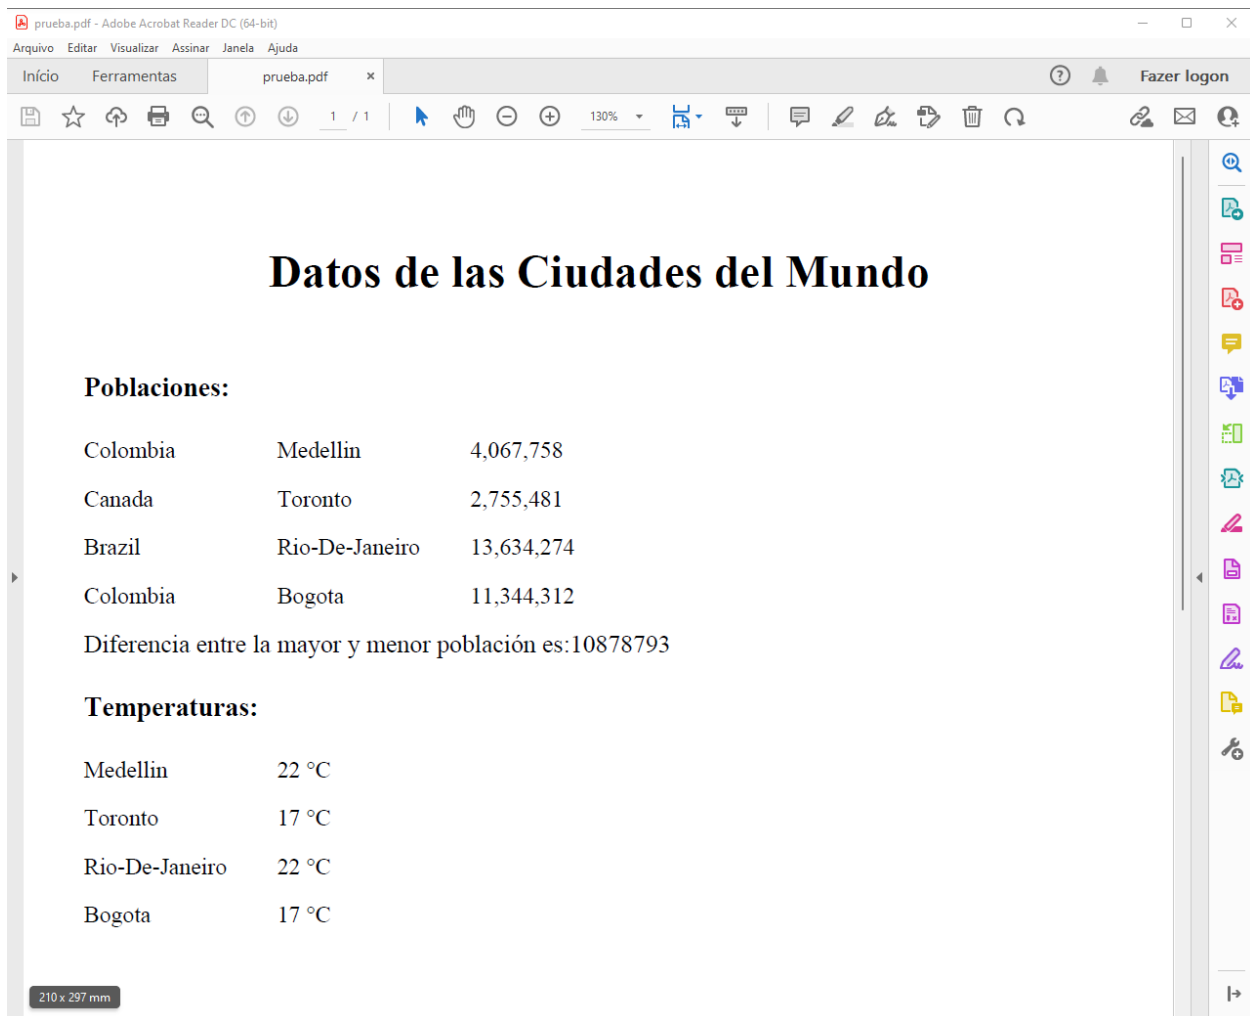 prueba.pdf - Adobe Acrobat Reader DC (64-bit)
Arquivo Editar Visualizar Assinar Janela Ajuda
Início Ferramentas prueba.pdf × Fazer logon
1 / 1 130%
Datos de las Ciudades del Mundo
Poblaciones:
Colombia Medellin 4,067,758
Canada Toronto 2,755,481
Brazil Rio-De-Janeiro 13,634,274
Colombia Bogota 11,344,312
Diferencia entre la mayor y menor población es:10878793
Temperaturas:
Medellin 22 °C
Toronto 17 °C
Rio-De-Janeiro 22 °C
Bogota 17 °C
210 x 297 mm